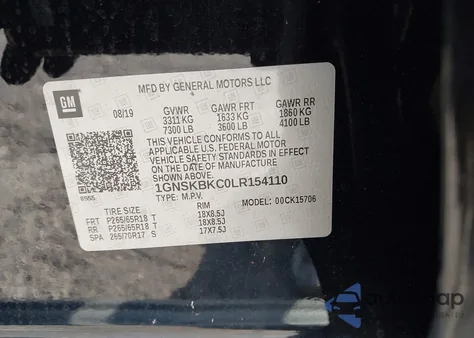 MFD BY GENERAL MOTORS LLC
GM
08/19 GVWR GAWR FRT GAWR RR
3311 KG 1633 KG 1860 KG
7300 LB 3600 LB 4100 LB
THIS VEHICLE CONFORMS TO ALL
APPLICABLE U.S. FEDERAL MOTOR
VEHICLE SAFETY STANDARDS IN
EFFECT ON THE DATE OF
MANUFACTURE SHOWN ABOVE.
1GNSKBKC0LR154110
TYPE: M.P.V. MODEL: 00CK15706
TIRE SIZE RIM
FRT P265/65R18 T 18X8.5J
RR P265/65R18 T 18X8.5J
SPA 265/70R17 S 17X7.5J